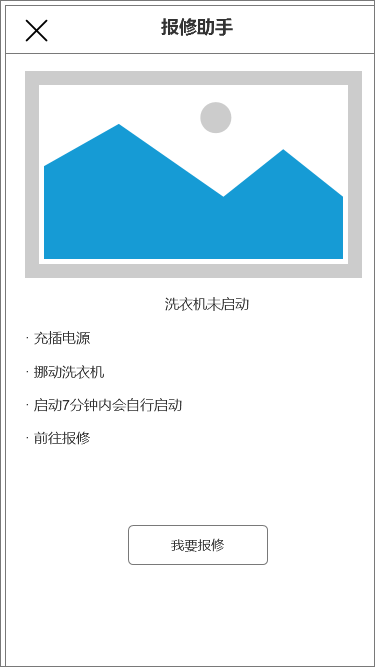 报修助手
洗衣机未启动
· 充插电源
· 挪动洗衣机
· 启动7分钟内会自行启动
· 前往报修
我要报修